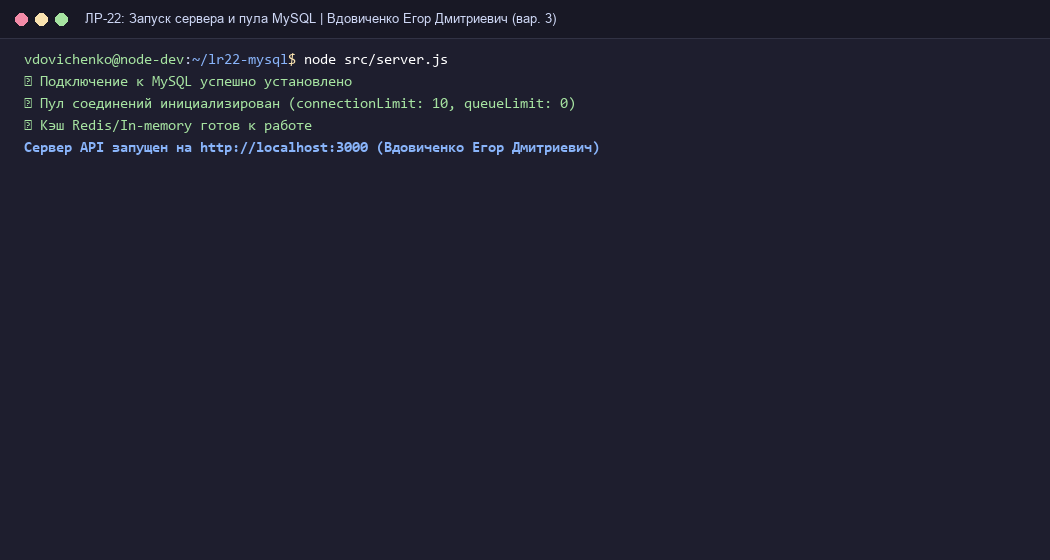 ЛР-22: Запуск сервера и пула MySQL | Вдовиченко Егор Дмитриевич (вар. 3)
vdovichenko@node-dev:~/lr22-mysql$ node src/server.js
Подключение к MySQL успешно установлено
Пул соединений инициализирован (connectionLimit: 10, queueLimit: 0)
Кэш Redis/In-memory готов к работе
Сервер API запущен на http://localhost:3000 (Вдовиченко Егор Дмитриевич)